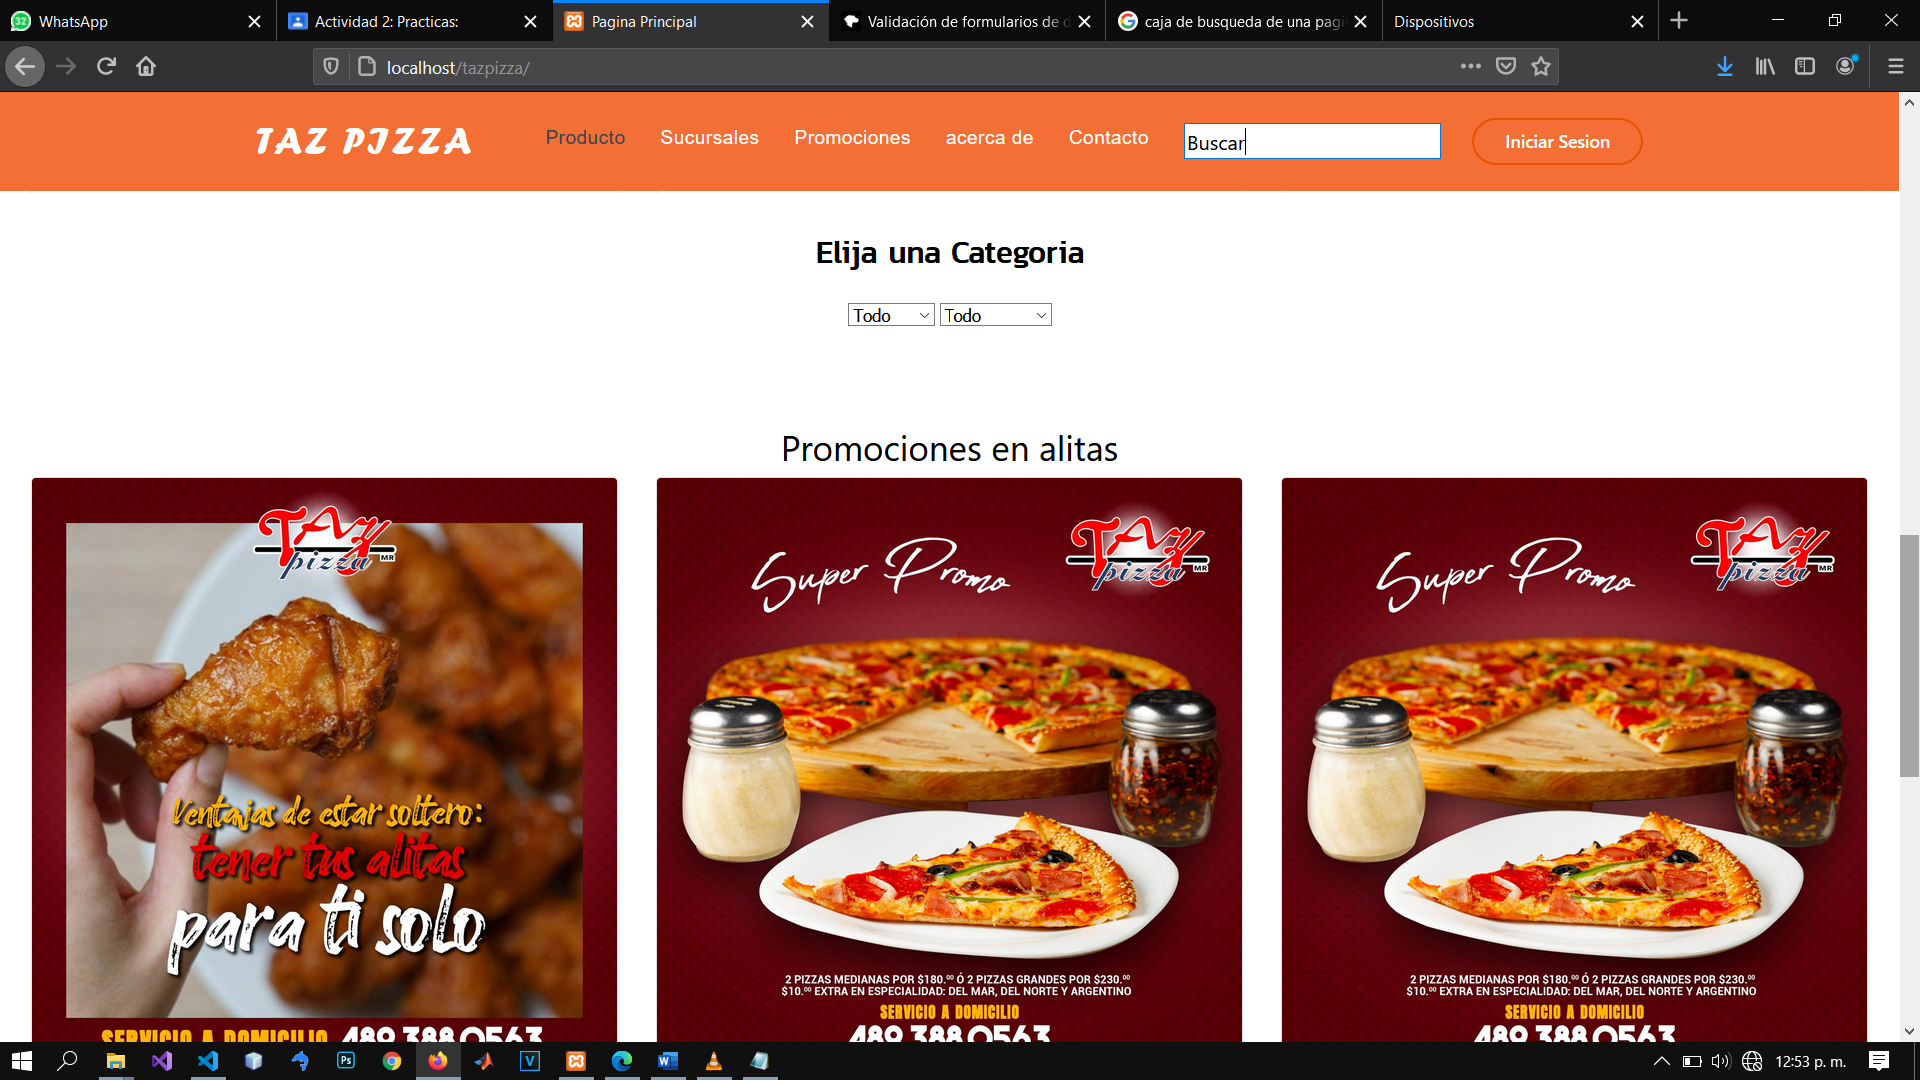 WhatsApp
Actividad 2: Practicas:
Pagina Principal
Validación de formularios de d
caja de busqueda de una pagi
Dispositivos
localhost/tazpizza/
TAZ PIZZA
Producto
Sucursales
Promociones
acerca de
Contacto
Buscar
Iniciar Sesion
Elija una Categoria
Todo
Todo
Promociones en alitas
TAZ
pizza MR
Ventajas de estar soltero:
tener tus alitas
para ti solo
SERVICIO A DOMICILIO 489 388 0563
Super Promo
TAZ
pizza MR
2 PIZZAS MEDIANAS POR $180.00 Ó 2 PIZZAS GRANDES POR $230.00
$10.00 EXTRA EN ESPECIALIDAD: DEL MAR, DEL NORTE Y ARGENTINO
SERVICIO A DOMICILIO
489 388 0563
Super Promo
TAZ
pizza MR
2 PIZZAS MEDIANAS POR $180.00 Ó 2 PIZZAS GRANDES POR $230.00
$10.00 EXTRA EN ESPECIALIDAD: DEL MAR, DEL NORTE Y ARGENTINO
SERVICIO A DOMICILIO
489 388 0563
12:53 p. m.